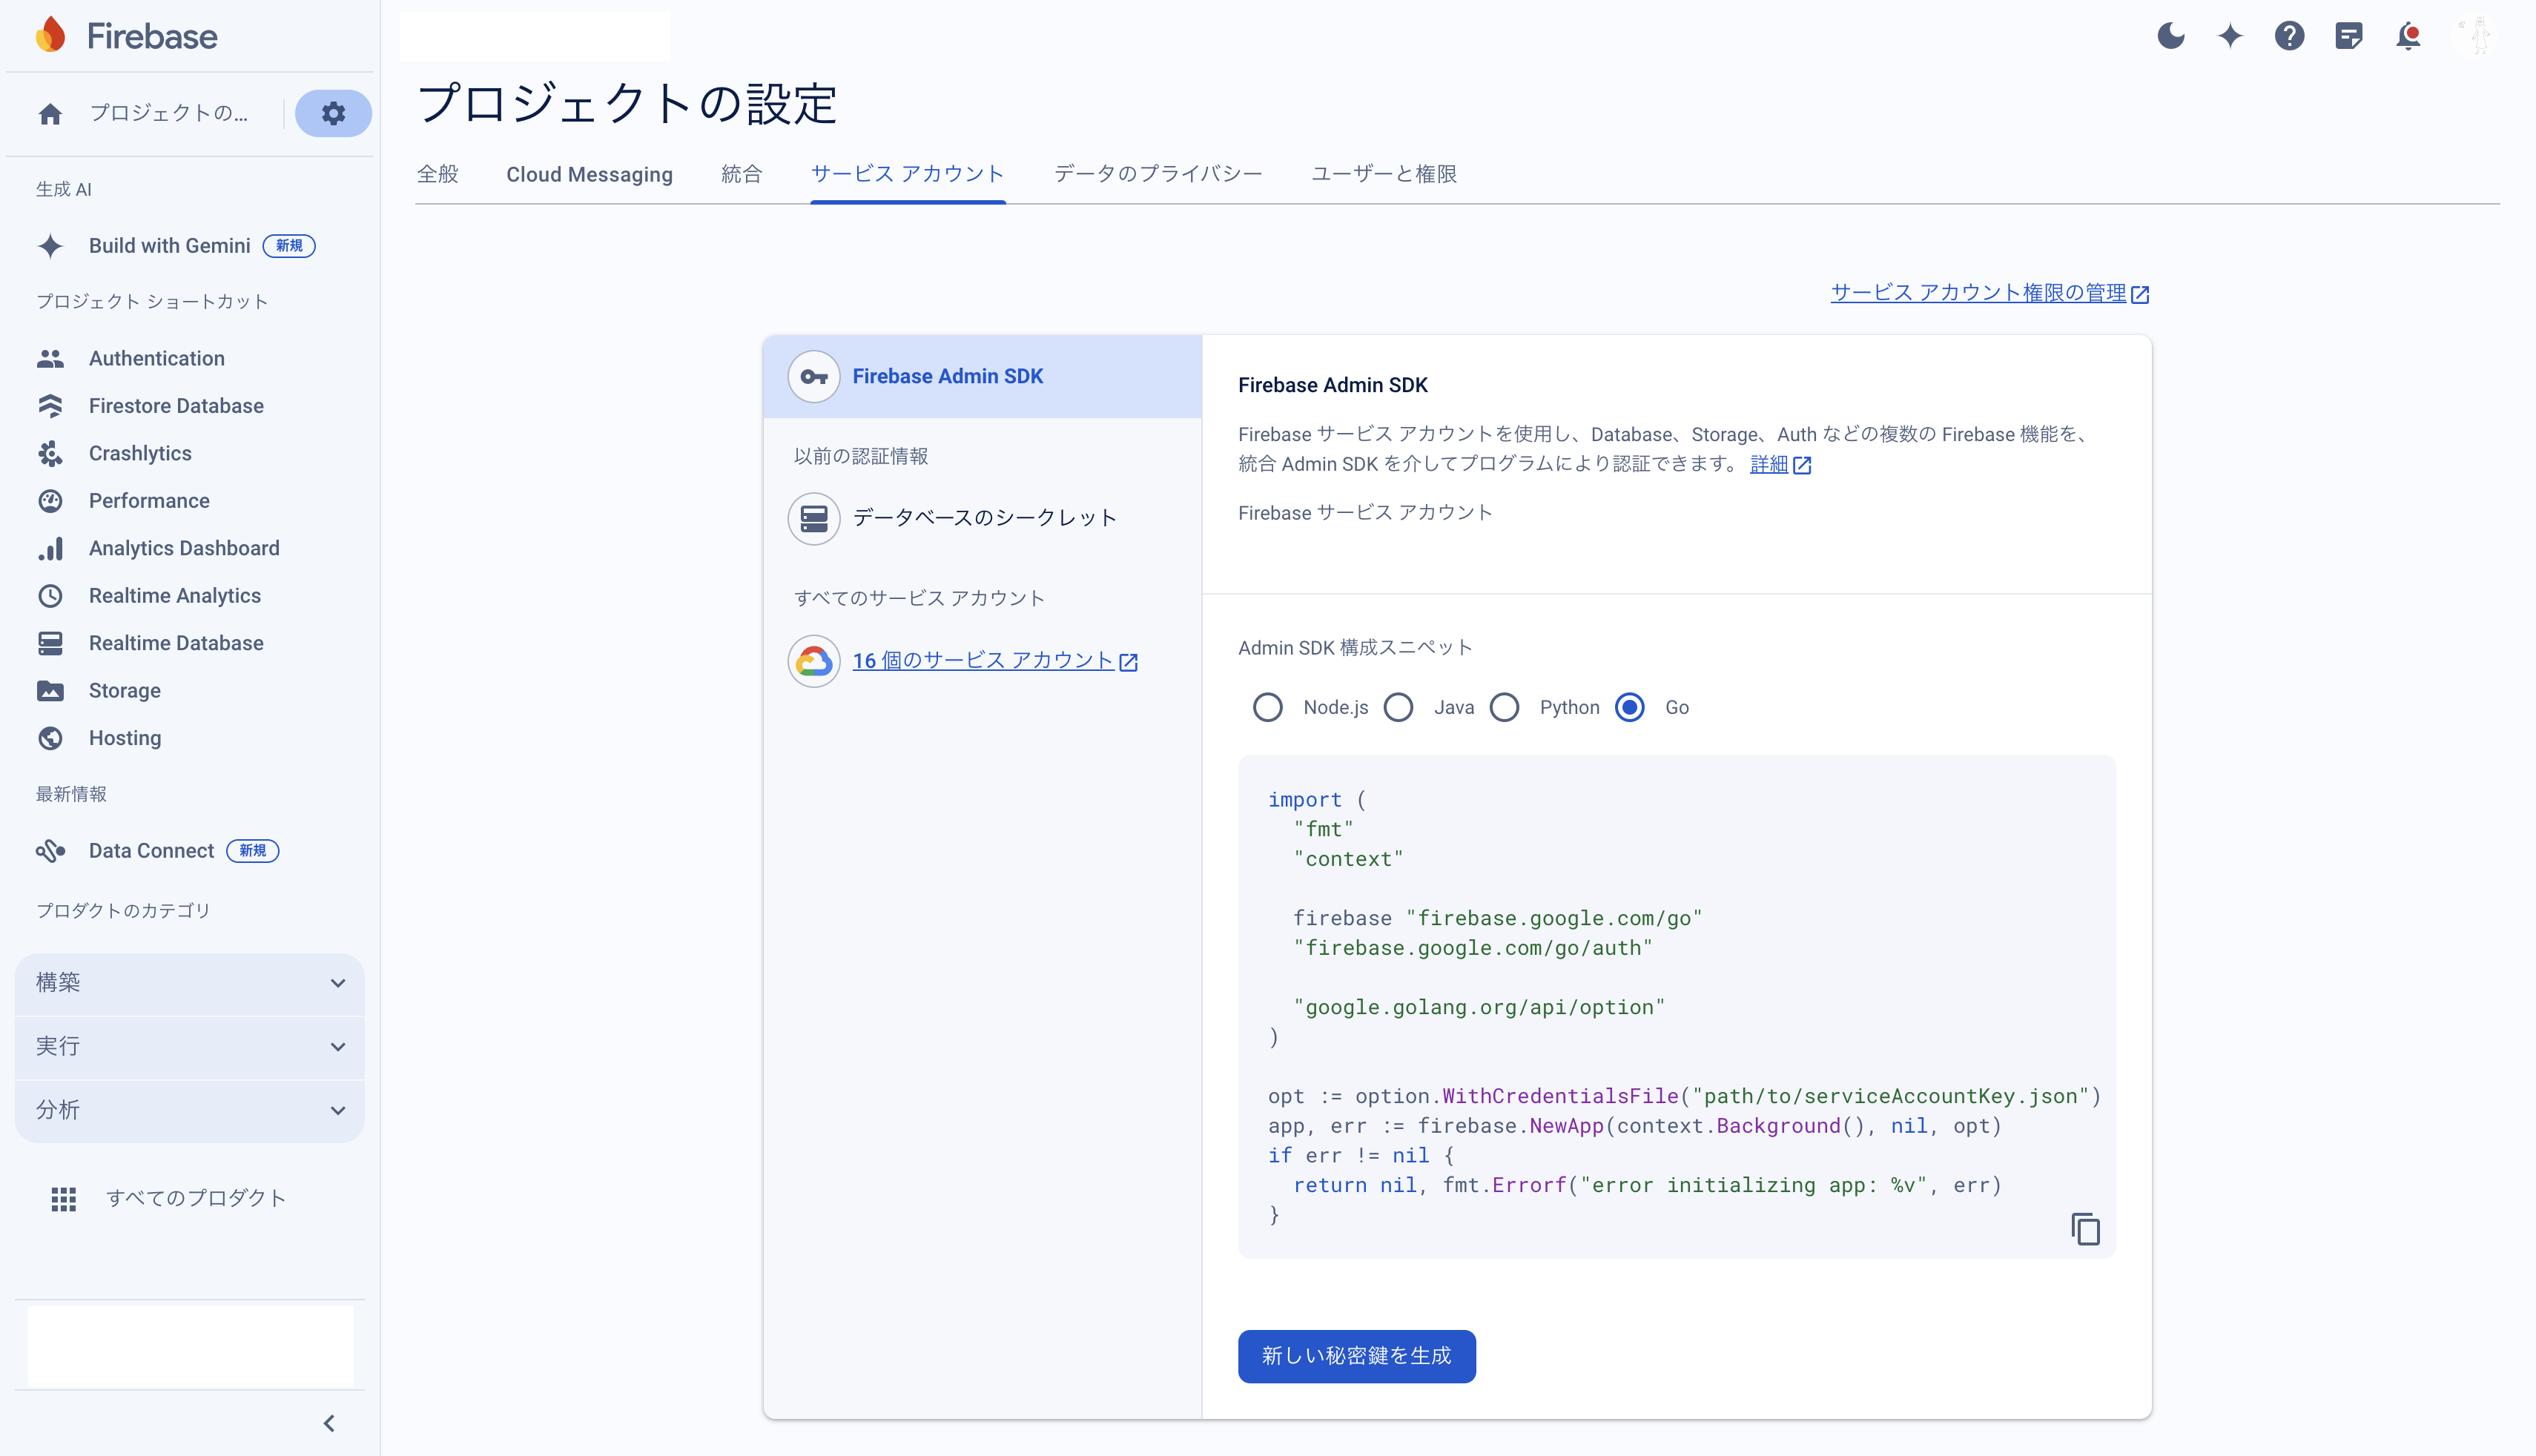 Firebase
プロジェクトの...
生成 AI
Build with Gemini 新規
プロジェクト ショートカット
Authentication
Firestore Database
Crashlytics
Performance
Analytics Dashboard
Realtime Analytics
Realtime Database
Storage
Hosting
最新情報
Data Connect 新規
プロダクトのカテゴリ
構築
実行
分析
すべてのプロダクト
プロジェクトの設定
全般 Cloud Messaging 統合 サービス アカウント データのプライバシー ユーザーと権限
サービス アカウント権限の管理
Firebase Admin SDK
以前の認証情報
データベースのシークレット
すべてのサービス アカウント
16 個のサービス アカウント
Firebase Admin SDK
Firebase サービス アカウントを使用し、Database、Storage、Auth などの複数の Firebase 機能を、
統合 Admin SDK を介してプログラムにより認証できます。 詳細
Firebase サービス アカウント
Admin SDK 構成スニペット
Node.js Java Python Go
import (
  "fmt"
  "context"
  firebase "firebase.google.com/go"
  "firebase.google.com/go/auth"
  "google.golang.org/api/option"
)
opt := option.WithCredentialsFile("path/to/serviceAccountKey.json")
app, err := firebase.NewApp(context.Background(), nil, opt)
if err != nil {
  return nil, fmt.Errorf("error initializing app: %v", err)
}
新しい秘密鍵を生成